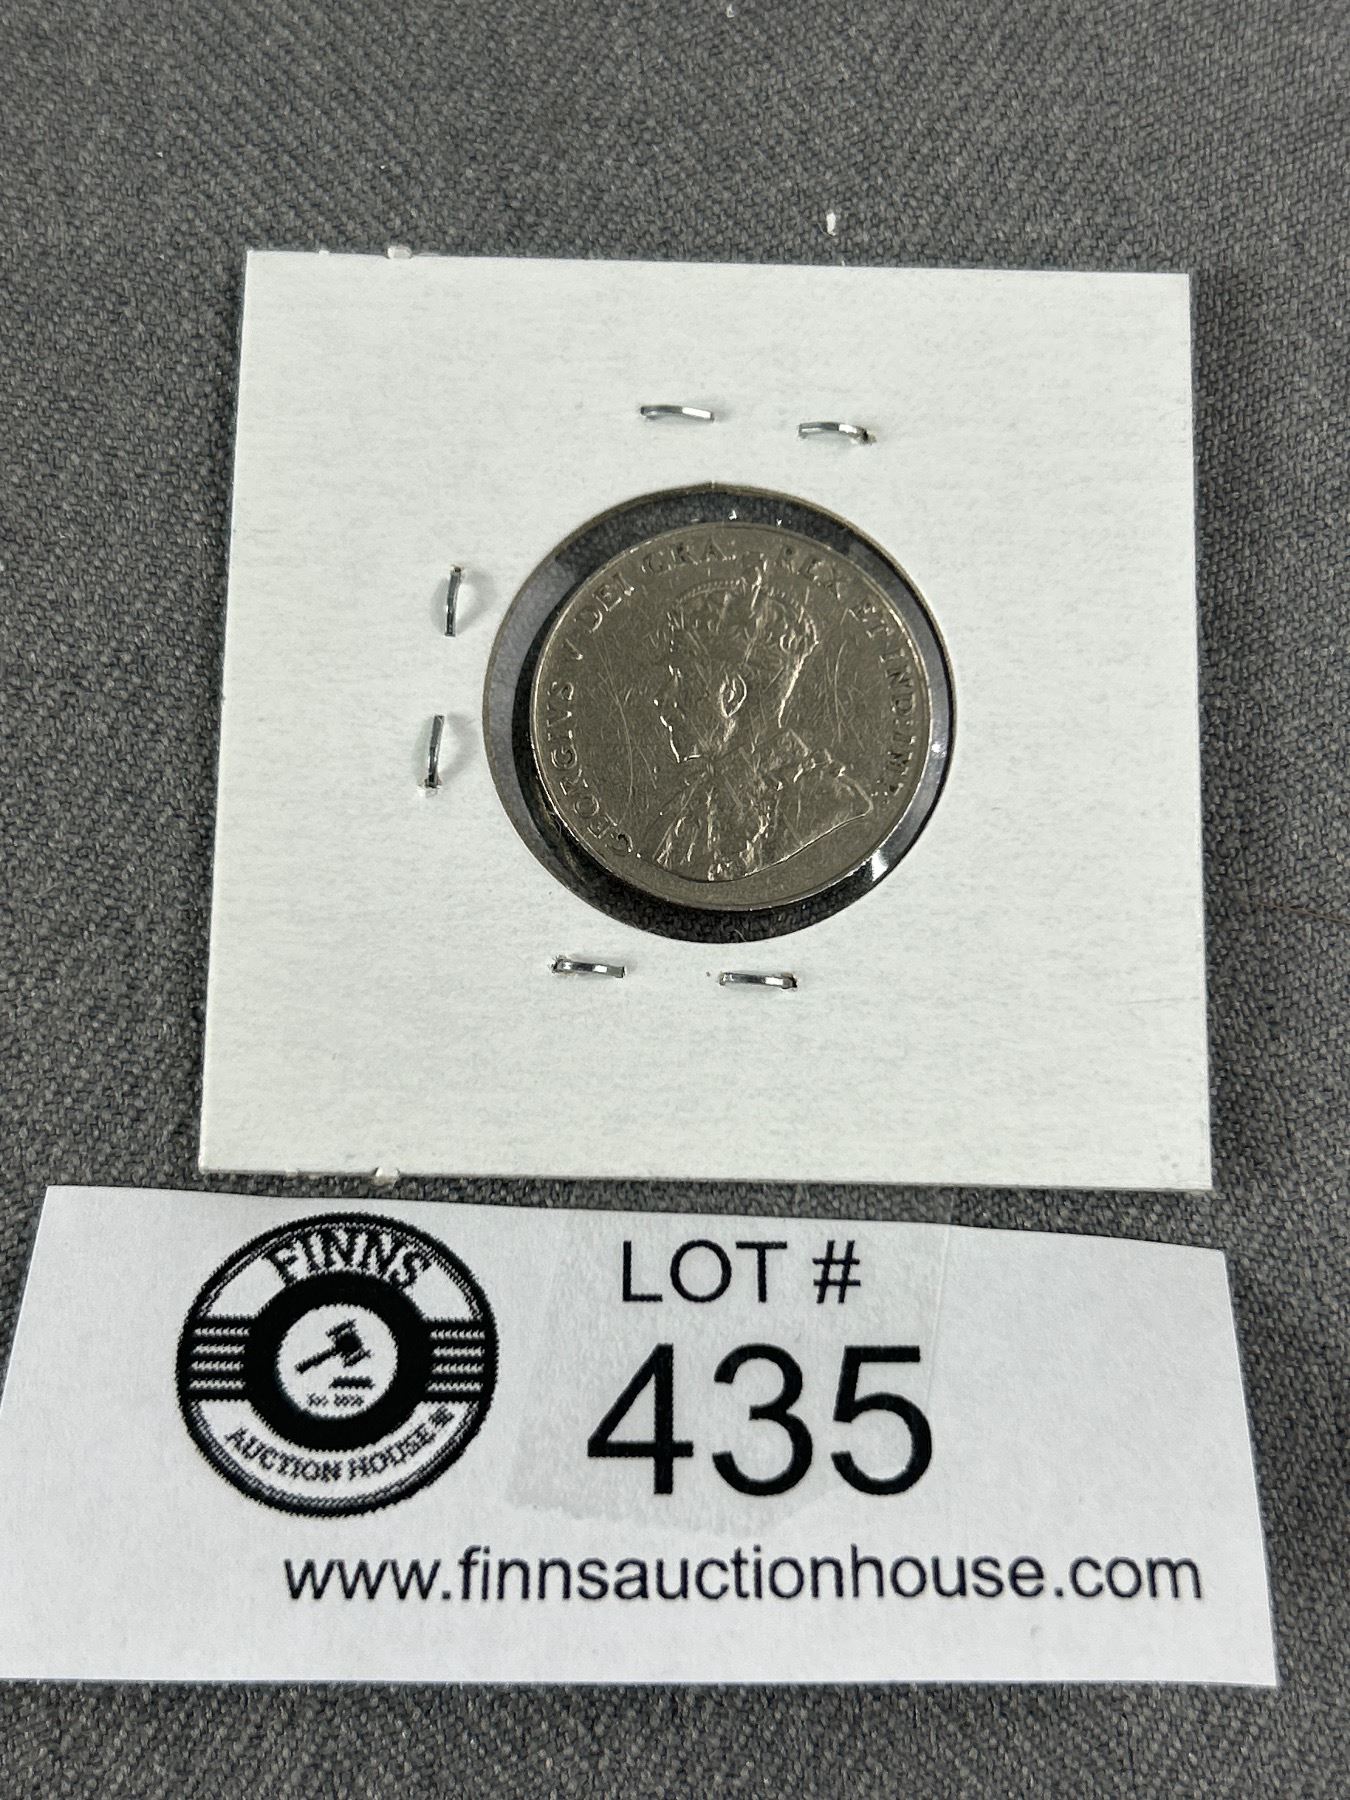 GEORGIVS V DEI GRA: REX ET IND:IMP:
FINNS
AUCTION HOUSE
LOT #
435
www.finnsauctionhouse.com